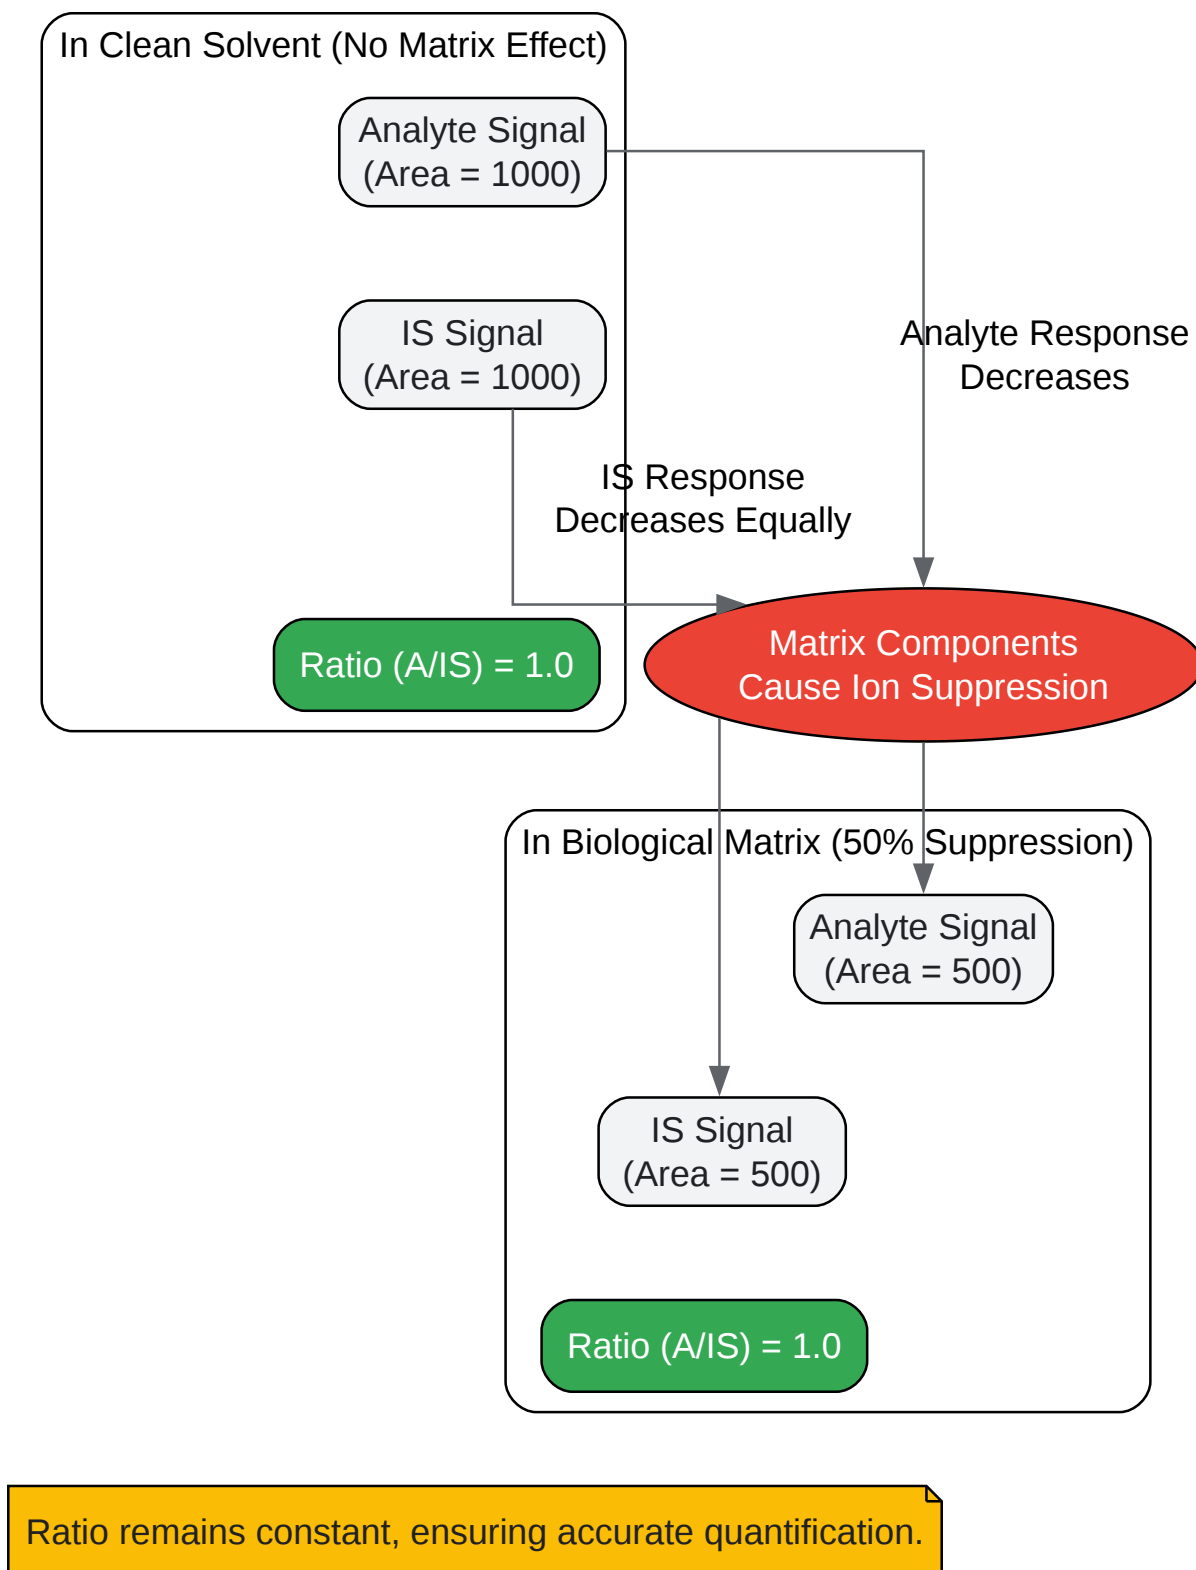 In Clean Solvent (No Matrix Effect)
Analyte Signal
(Area = 1000)
IS Signal
(Area = 1000)
Analyte Response
Decreases
IS Response
Decreases Equally
Ratio (A/IS) = 1.0
Matrix Components
Cause Ion Suppression
In Biological Matrix (50% Suppression)
Analyte Signal
(Area = 500)
IS Signal
(Area = 500)
Ratio (A/IS) = 1.0
Ratio remains constant, ensuring accurate quantification.